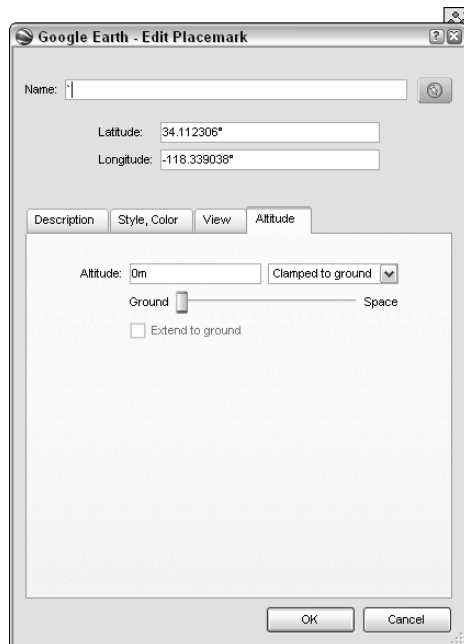 Google Earth - Edit Placemark
Name: `
Latitude: 34.112306°
Longitude: -118.339038°
Description Style, Color View Altitude
Altitude: 0m Clamped to ground
Ground Space
Extend to ground
OK Cancel